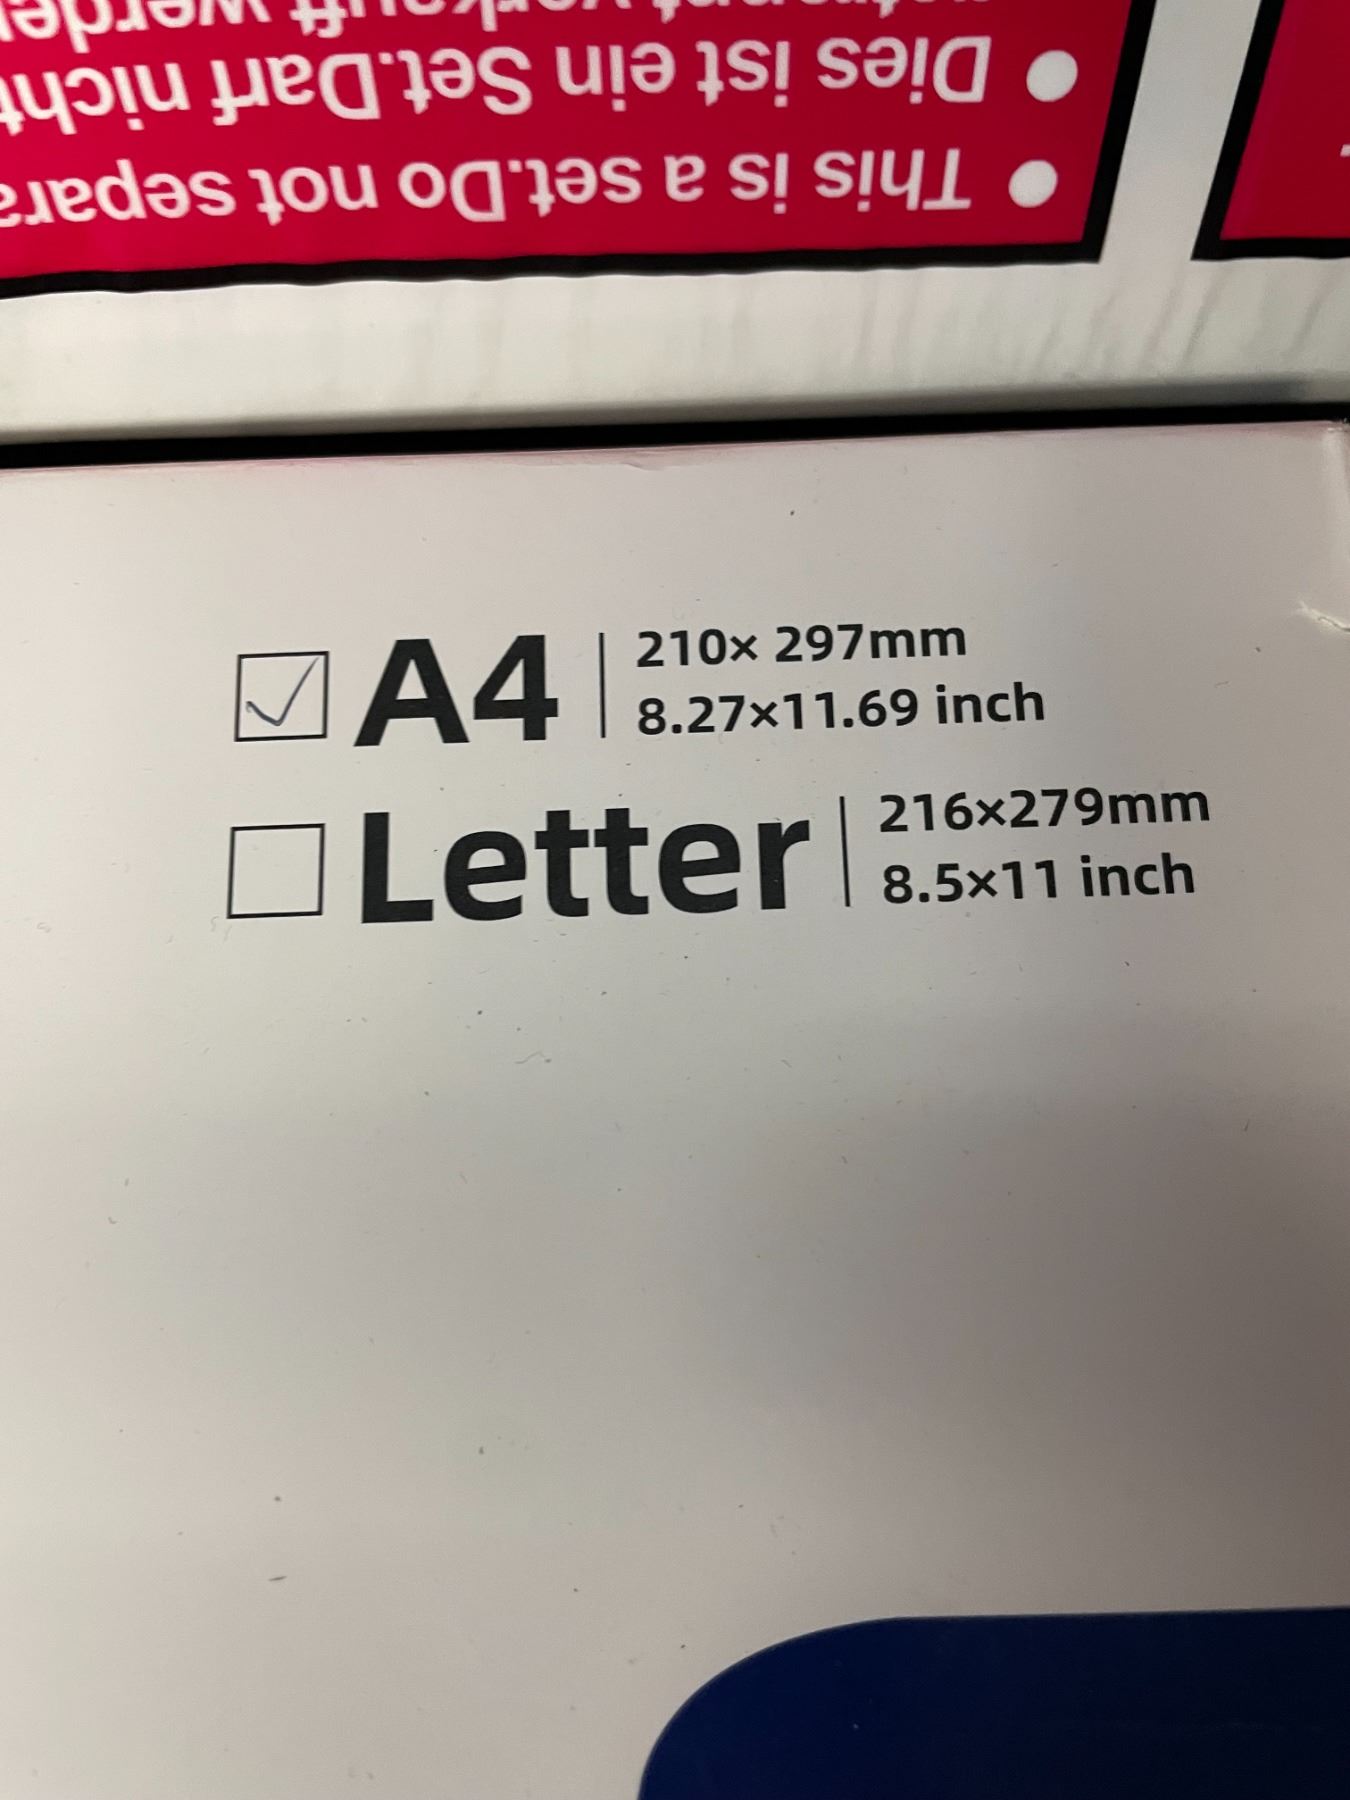 A4
210× 297mm
8.27×11.69 inch
Letter
216×279mm
8.5×11 inch
• This is a set.Do not
• Dies ist ein Set.Darf nicht